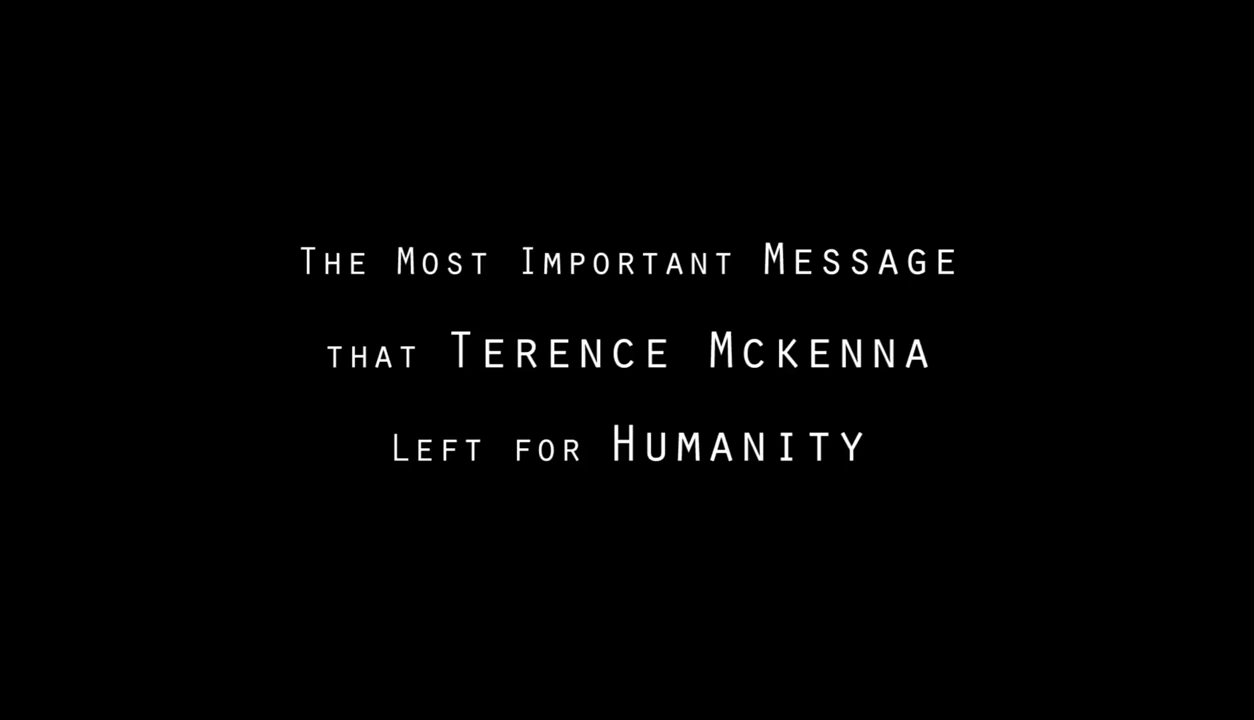 The Most Important Message
that Terence Mckenna
Left for Humanity